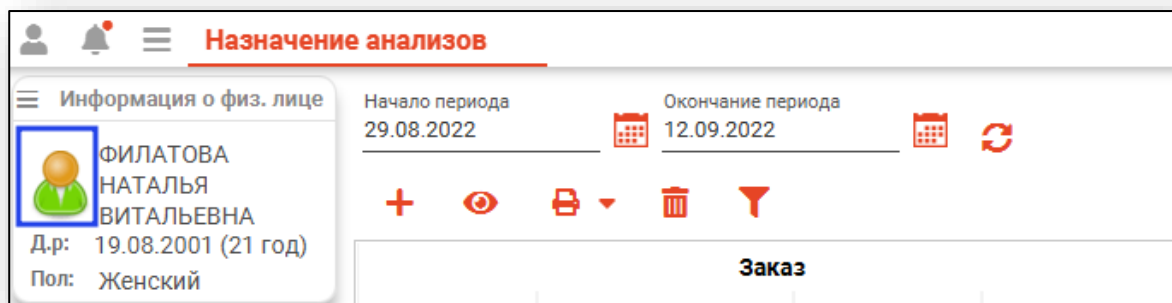 Назначение анализов
Информация о физ. лице
ФИЛАТОВА
НАТАЛЬЯ
ВИТАЛЬЕВНА
Д.р: 19.08.2001 (21 год)
Пол: Женский
Начало периода
29.08.2022
Окончание периода
12.09.2022
Заказ